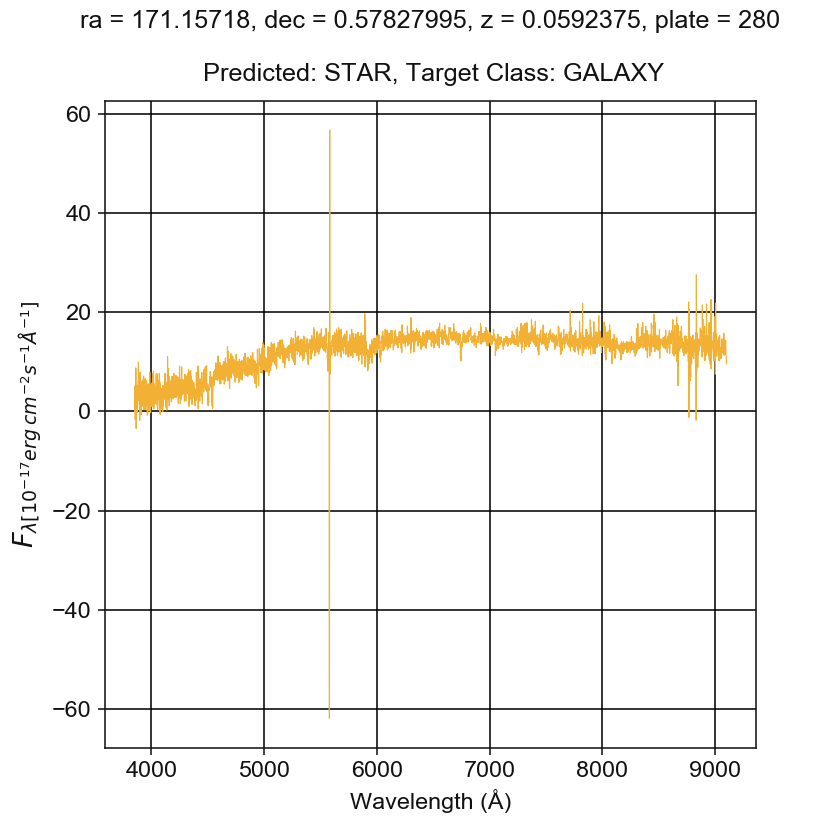 ra = 171.15718, dec = 0.57827995, z = 0.0592375, plate = 280
Predicted: STAR, Target Class: GALAXY
60
40
20
0
−20
−40
−60
Fλ[10⁻¹⁷erg cm⁻²s⁻¹Å⁻¹]
4000 5000 6000 7000 8000 9000
Wavelength (Å)